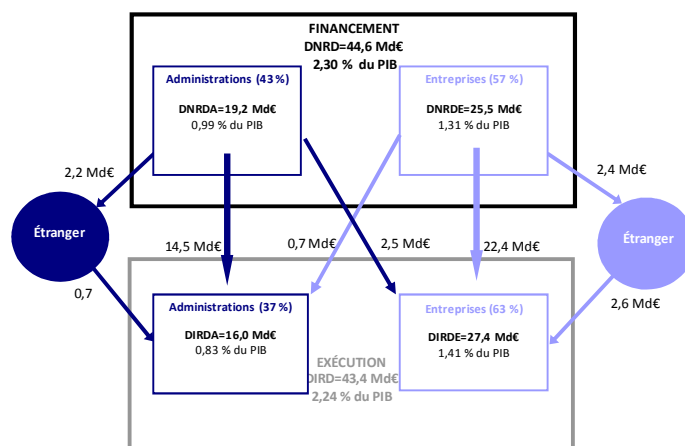 FINANCEMENT
DNRD=44,6 Md€
2,30 % du PIB
Administrations (43 %)
DNRDA=19,2 Md€
0,99 % du PIB
Entreprises (57 %)
DNRDE=25,5 Md€
1,31 % du PIB
2,2 Md€
2,4 Md€
Étranger
Étranger
14,5 Md€
0,7 Md€
2,5 Md€
22,4 Md€
0,7
2,6 Md€
Administrations (37 %)
DIRDA=16,0 Md€
0,83 % du PIB
Entreprises (63 %)
DIRDE=27,4 Md€
1,41 % du PIB
EXÉCUTION
DIRD=43,4 Md€
2,24 % du PIB